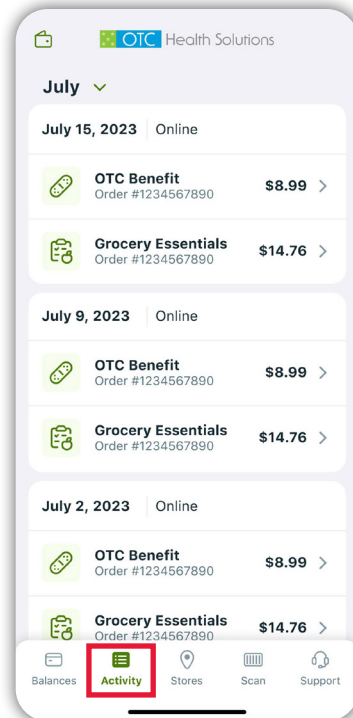 OTC Health Solutions
July
July 15, 2023 Online
OTC Benefit
Order #1234567890
$8.99
Grocery Essentials
Order #1234567890
$14.76
July 9, 2023 Online
OTC Benefit
Order #1234567890
$8.99
Grocery Essentials
Order #1234567890
$14.76
July 2, 2023 Online
OTC Benefit
Order #1234567890
$8.99
Grocery Essentials
Order #1234567890
$14.76
Balances Activity Stores Scan Support